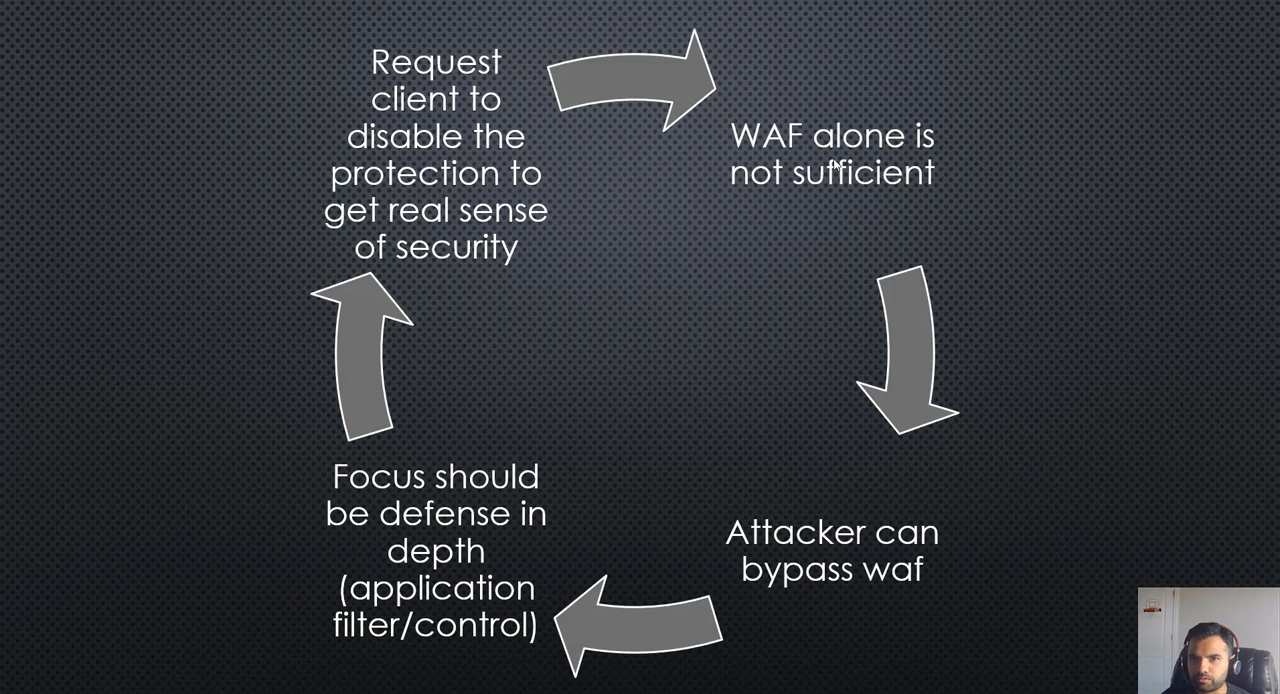 Request
client to
disable the
protection to
get real sense
of security
WAF alone is
not sufficient
Attacker can
bypass waf
Focus should
be defense in
depth
(application
filter/control)